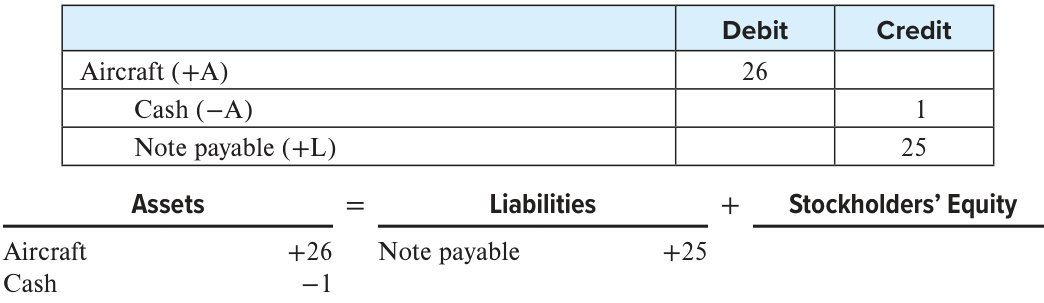 Debit Credit
Aircraft (+A) 26
Cash (−A) 1
Note payable (+L) 25
Assets = Liabilities + Stockholders’ Equity
Aircraft +26 Note payable +25
Cash −1